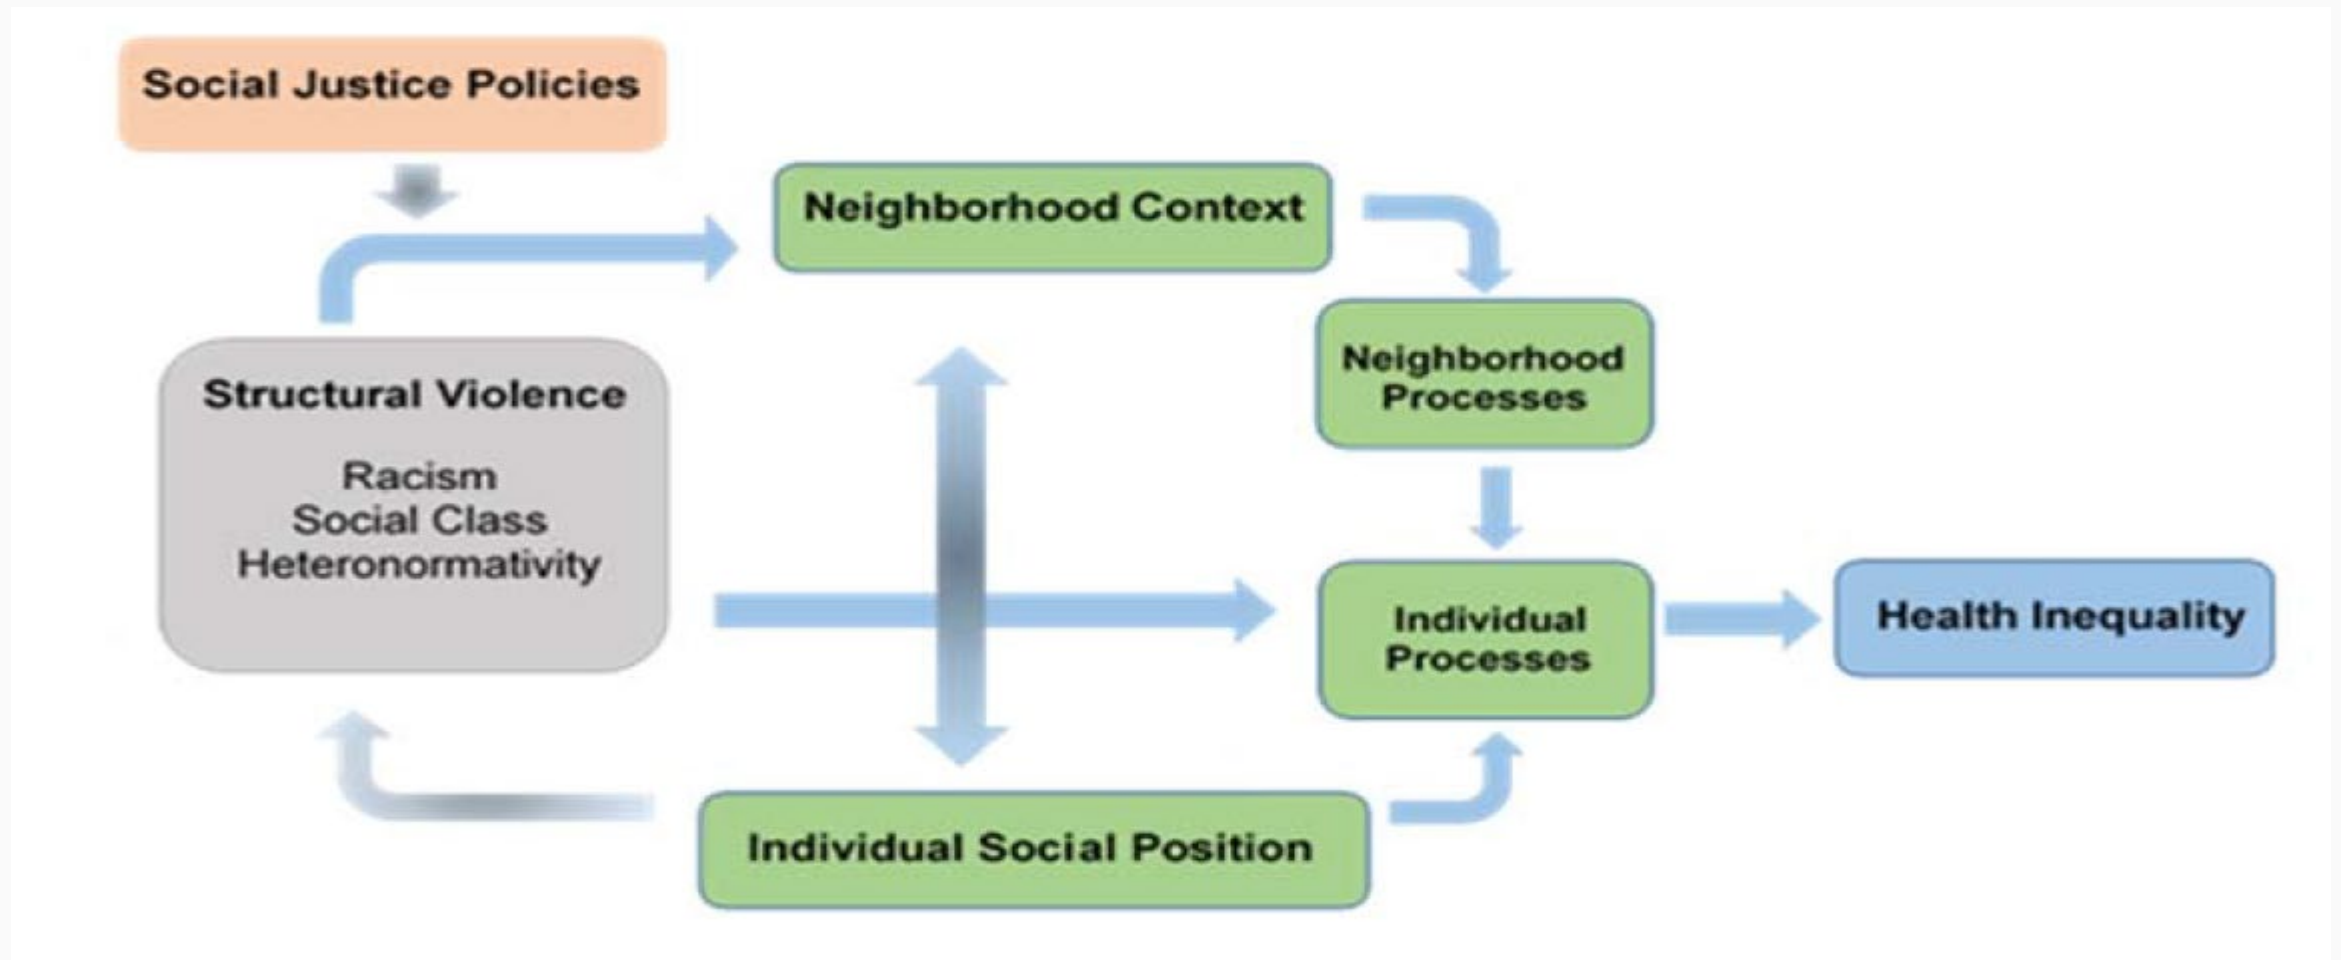 Social Justice Policies
Neighborhood Context
Neighborhood
Processes
Structural Violence
Racism
Social Class
Heteronormativity
Individual
Processes
Health Inequality
Individual Social Position